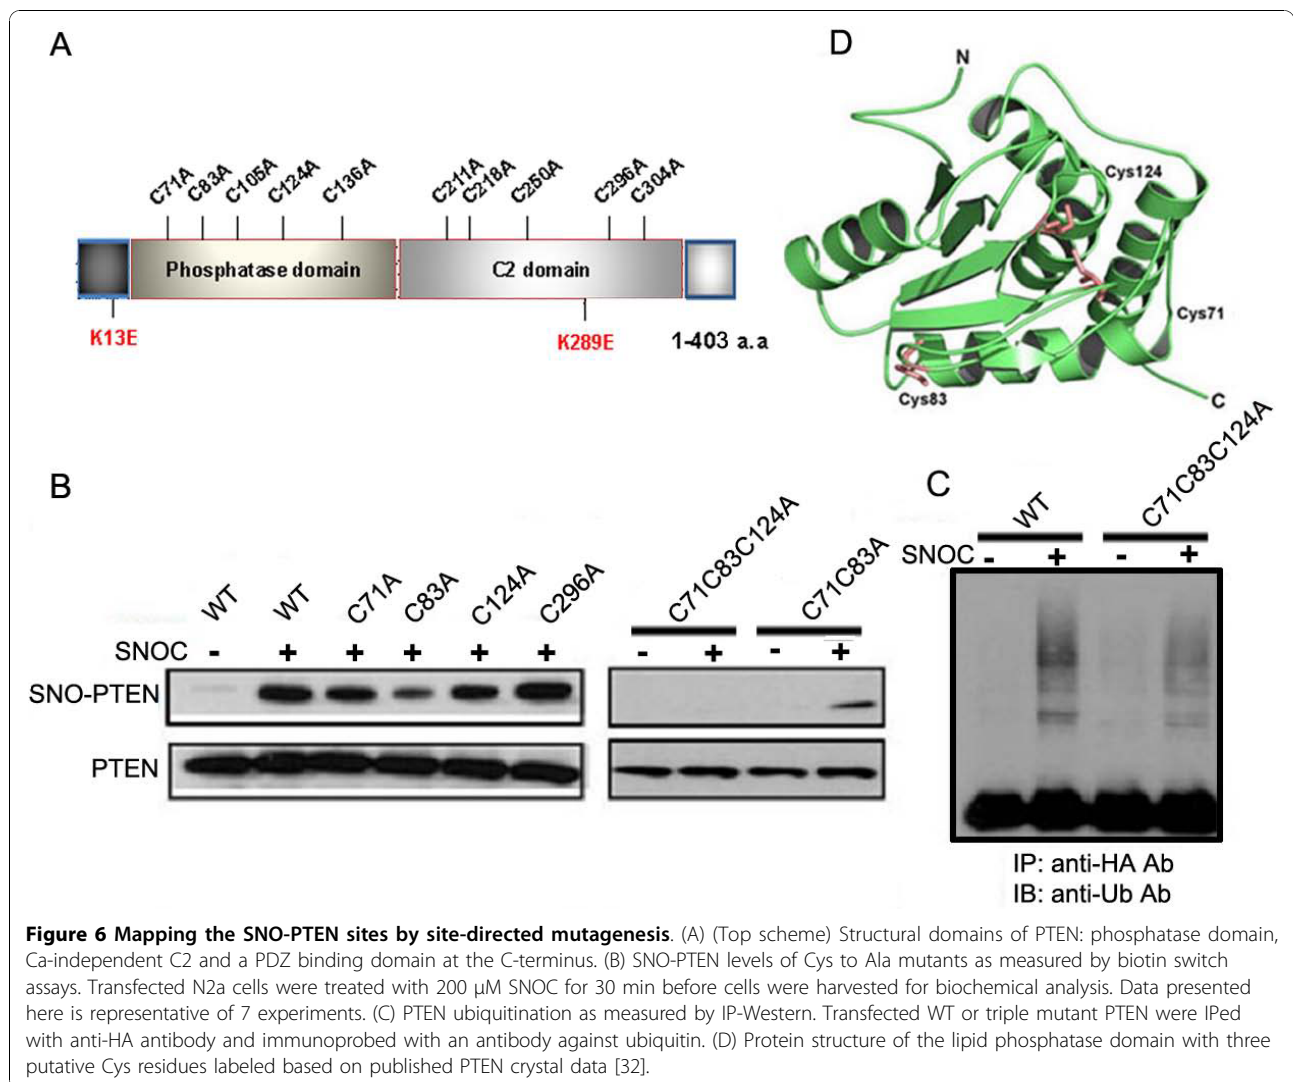 A
C71A C83A C105A C124A C136A C211A C218A C250A C296A C304A
Phosphatase domain C2 domain
K13E K289E 1-403 a.a
D
N
Cys124
Cys71
Cys83
C
B
WT WT C71A C83A C124A C296A C71C83C124A C71C83A
SNOC - + + + + + - + - +
SNO-PTEN
PTEN
C
WT C71C83C124A
SNOC - + - +
IP: anti-HA Ab
IB: anti-Ub Ab
Figure 6 Mapping the SNO-PTEN sites by site-directed mutagenesis. (A) (Top scheme) Structural domains of PTEN: phosphatase domain,
Ca-independent C2 and a PDZ binding domain at the C-terminus. (B) SNO-PTEN levels of Cys to Ala mutants as measured by biotin switch
assays. Transfected N2a cells were treated with 200 μM SNOC for 30 min before cells were harvested for biochemical analysis. Data presented
here is representative of 7 experiments. (C) PTEN ubiquitination as measured by IP-Western. Transfected WT or triple mutant PTEN were IPed
with anti-HA antibody and immunoprobed with an antibody against ubiquitin. (D) Protein structure of the lipid phosphatase domain with three
putative Cys residues labeled based on published PTEN crystal data [32].